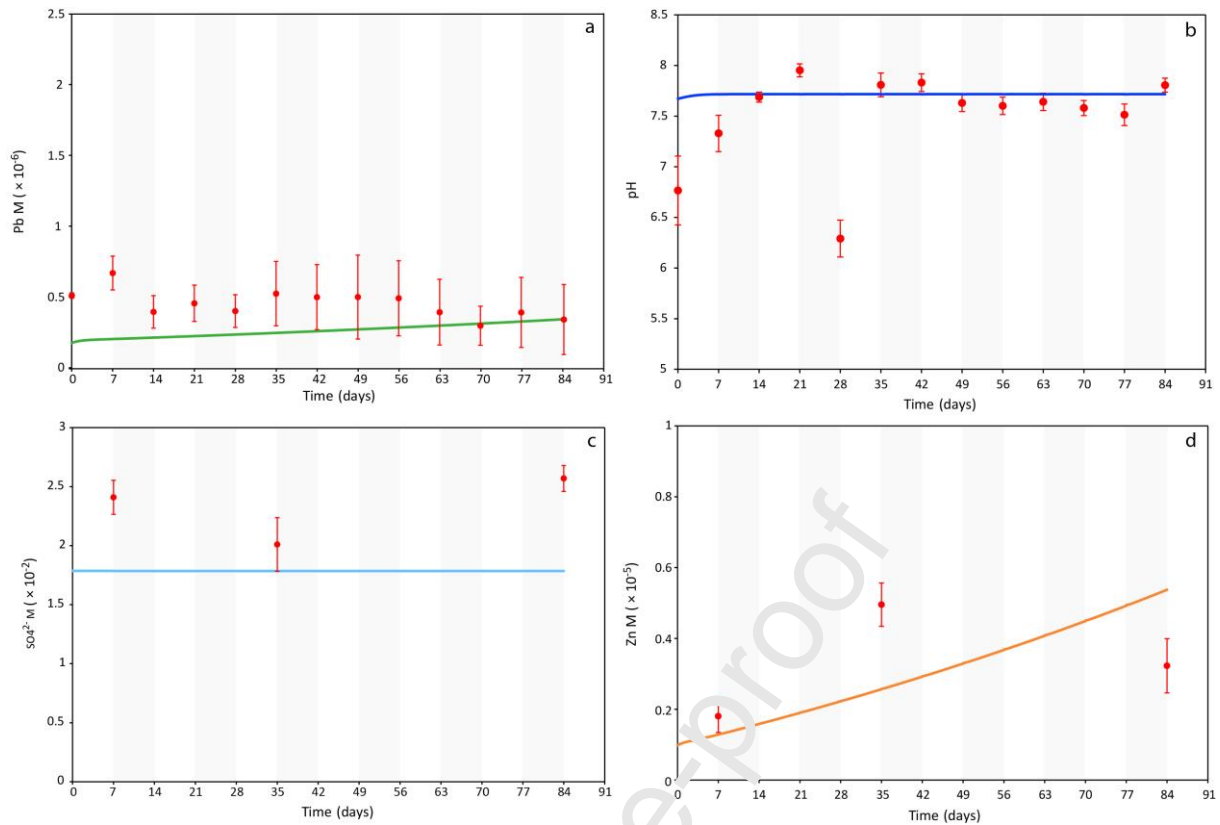 a
2.5
2
1.5
1
0.5
0
Pb M ( × 10⁻⁶)
0 7 14 21 28 35 42 49 56 63 70 77 84 91
Time (days)
b
8.5
8
7.5
7
6.5
6
5.5
5
pH
0 7 14 21 28 35 42 49 56 63 70 77 84 91
Time (days)
c
3
2.5
2
1.5
1
0.5
0
SO4²⁻ M ( × 10⁻²)
0 7 14 21 28 35 42 49 56 63 70 77 84 91
Time (days)
d
1
0.8
0.6
0.4
0.2
0
Zn M ( × 10⁻⁵)
0 7 14 21 28 35 42 49 56 63 70 77 84 91
Time (days)
e-proof